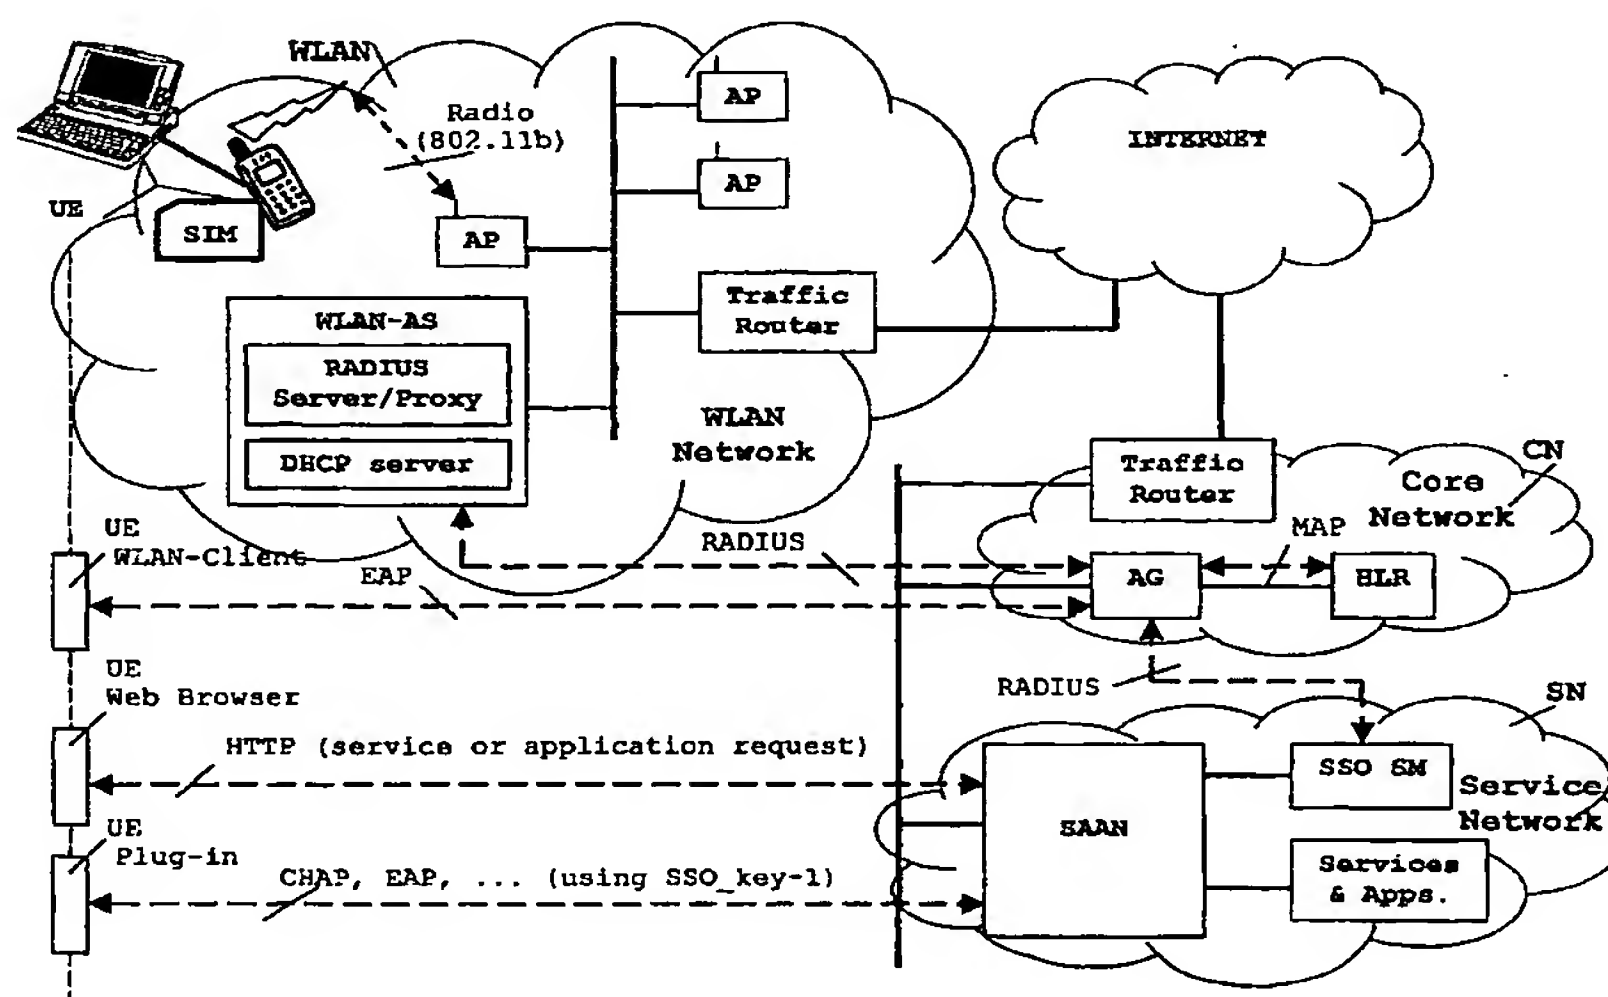 WLAN
AP
Radio
(802.11b)
INTERNET
AP
UE
SIM
AP
Traffic
Router
WLAN-AS
RADIUS
Server/Proxy
DHCP server
WLAN
Network
Traffic
Router
CN
Core
Network
UE
WLAN-Client
RADIUS
MAP
EAP
AG
HLR
UE
Web Browser
RADIUS
SN
HTTP (service or application request)
SSO SM
Service
Network
SAAN
UE
Plug-in
CHAP, EAP, ... (using SSO_key-1)
Services
& Apps.